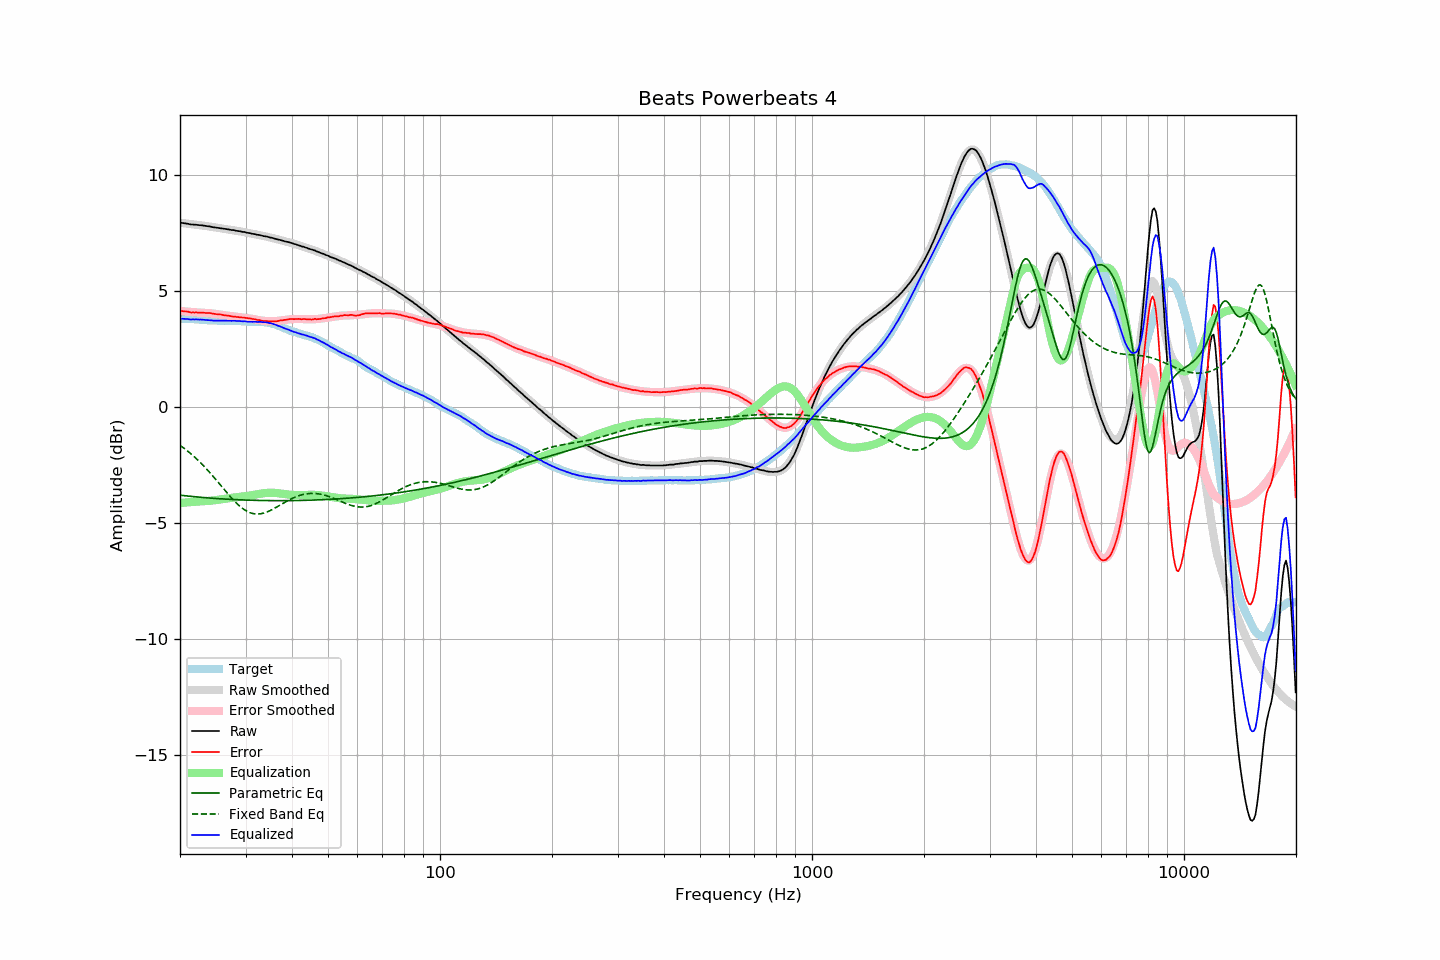 Beats Powerbeats 4
Amplitude (dBr)
10
5
0
−5
−10
−15
Target
Raw Smoothed
Error Smoothed
Raw
Error
Equalization
Parametric Eq
Fixed Band Eq
Equalized
100
1000
10000
Frequency (Hz)